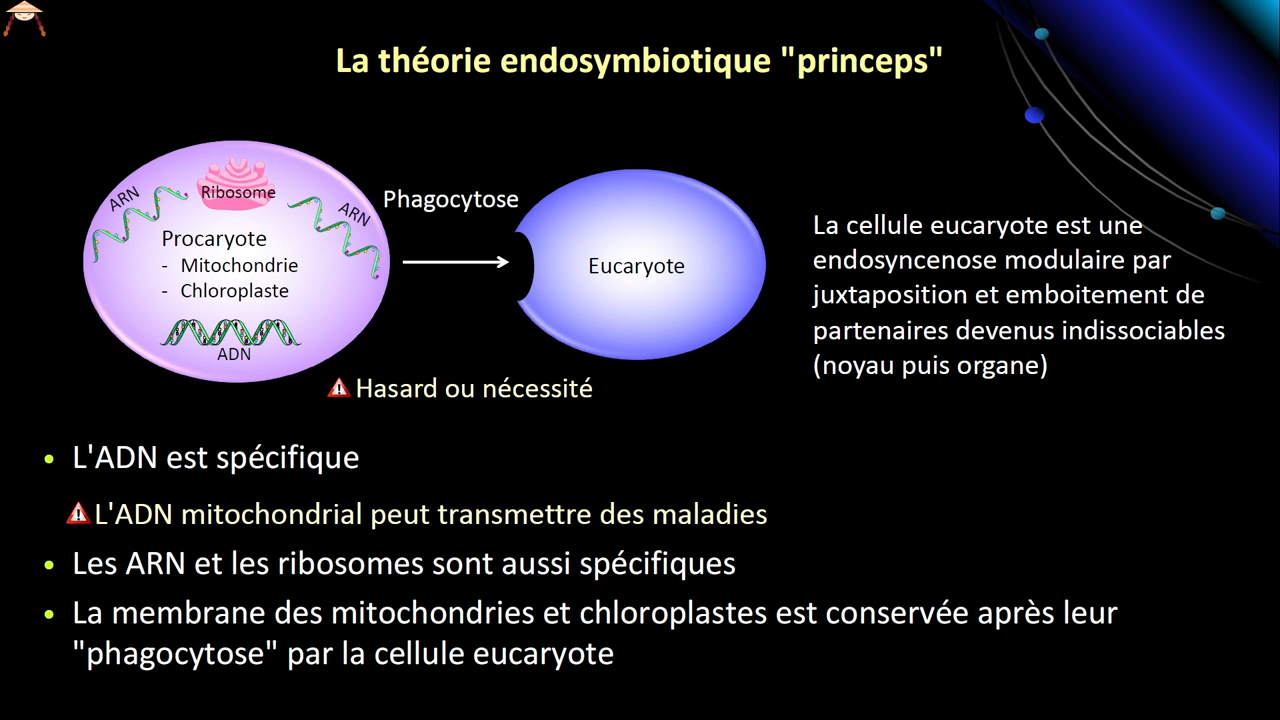 La théorie endosymbiotique "princeps"
ARN
Ribosome
ARN
Procaryote
- Mitochondrie
- Chloroplaste
ADN
Phagocytose
Eucaryote
La cellule eucaryote est une
endosyncenose modulaire par
juxtaposition et emboitement de
partenaires devenus indissociables
(noyau puis organe)
Hasard ou nécessité
• L'ADN est spécifique
L'ADN mitochondrial peut transmettre des maladies
• Les ARN et les ribosomes sont aussi spécifiques
• La membrane des mitochondries et chloroplastes est conservée après leur
"phagocytose" par la cellule eucaryote